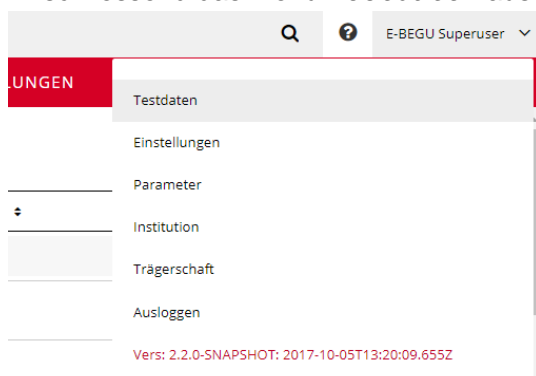 E-BEGU Superuser
LUNGEN
Testdaten
Einstellungen
Parameter
Institution
Trägerschaft
Ausloggen
Vers: 2.2.0-SNAPSHOT: 2017-10-05T13:20:09.655Z